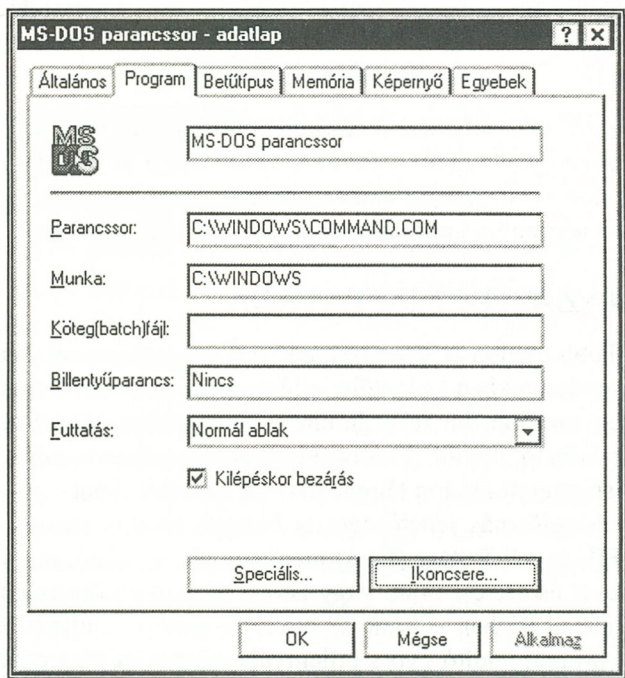 MS-DOS parancssor - adatlap
Általános Program Betűtípus Memória Képernyő Egyebek
MS
DOS
MS-DOS parancssor
Parancssor: C:\WINDOWS\COMMAND.COM
Munka: C:\WINDOWS
Köteg(batch)fájl:
Billentyűparancs: Nincs
Futtatás: Normál ablak
Kilépéskor bezárás
Speciális... Ikoncsere...
OK Mégse Alkalmaz